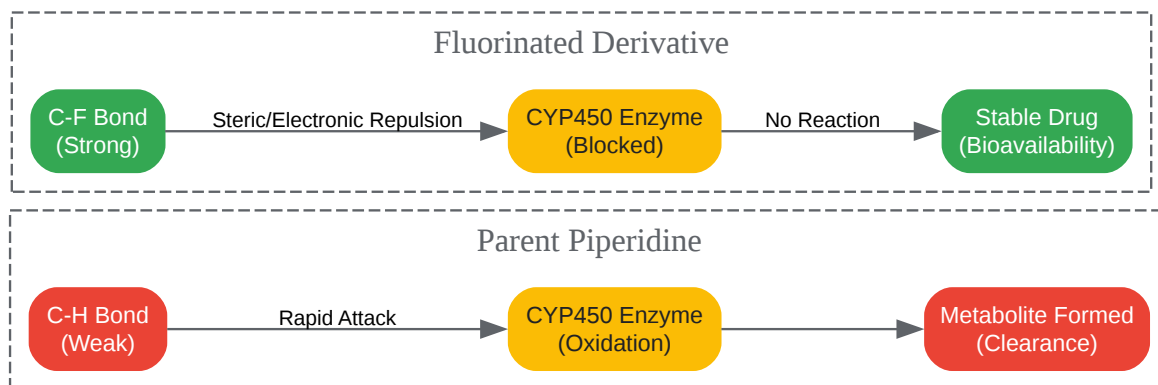 Fluorinated Derivative
C-F Bond
(Strong)
Steric/Electronic Repulsion
CYP450 Enzyme
(Blocked)
No Reaction
Stable Drug
(Bioavailability)
Parent Piperidine
C-H Bond
(Weak)
Rapid Attack
CYP450 Enzyme
(Oxidation)
Metabolite Formed
(Clearance)